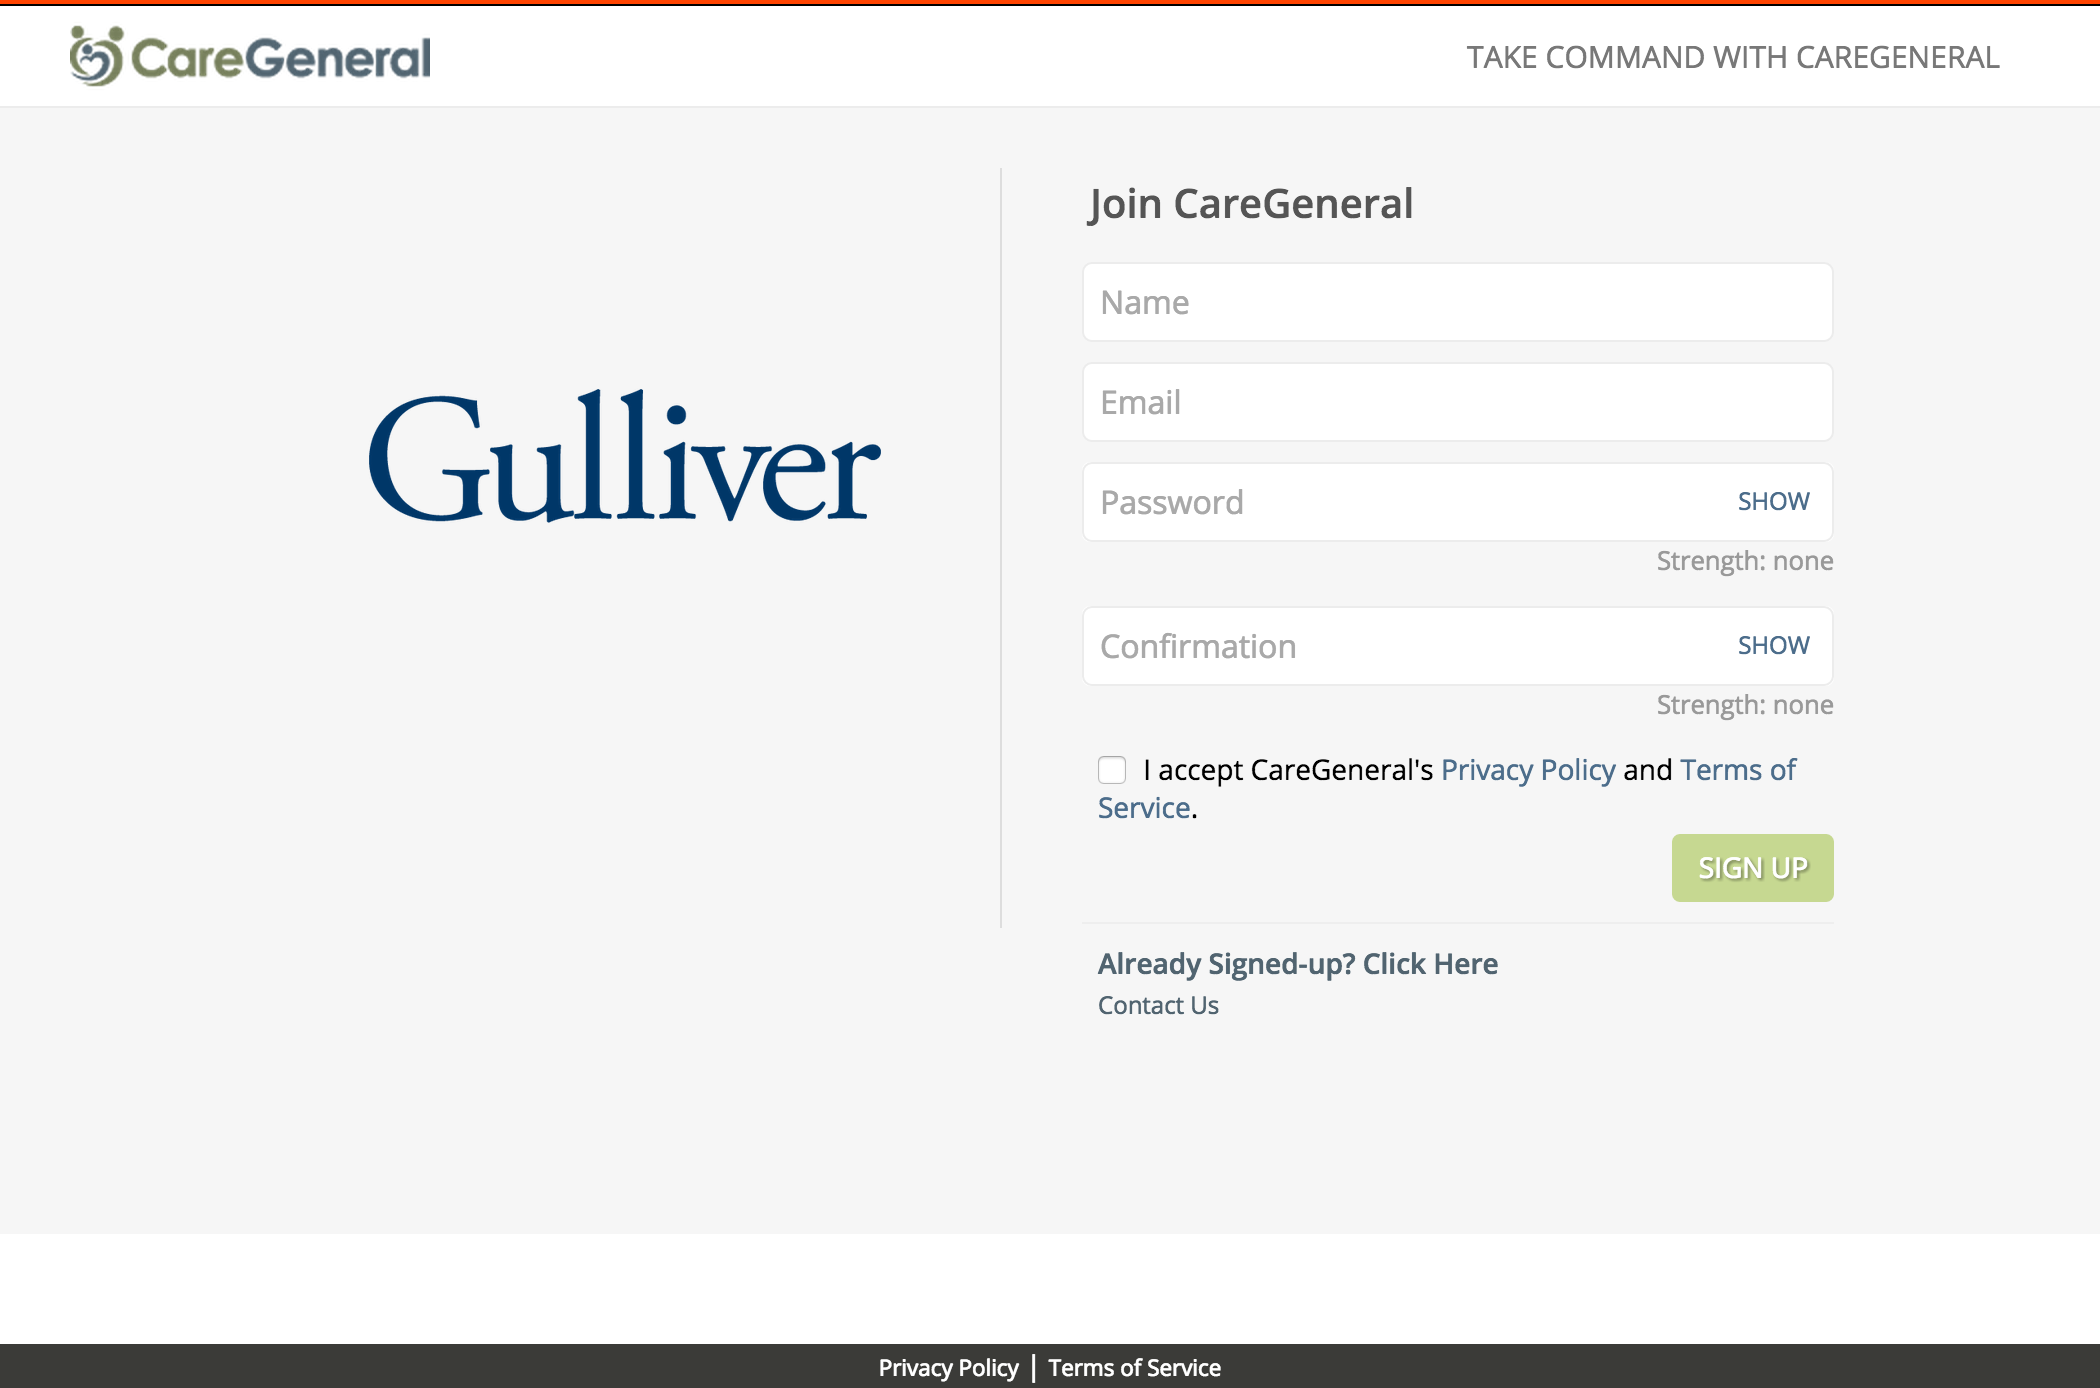 CareGeneral
TAKE COMMAND WITH CAREGENERAL
Gulliver
Join CareGeneral
Name
Email
Password SHOW
Strength: none
Confirmation SHOW
Strength: none
I accept CareGeneral's Privacy Policy and Terms of
Service.
SIGN UP
Already Signed-up? Click Here
Contact Us
Privacy Policy | Terms of Service